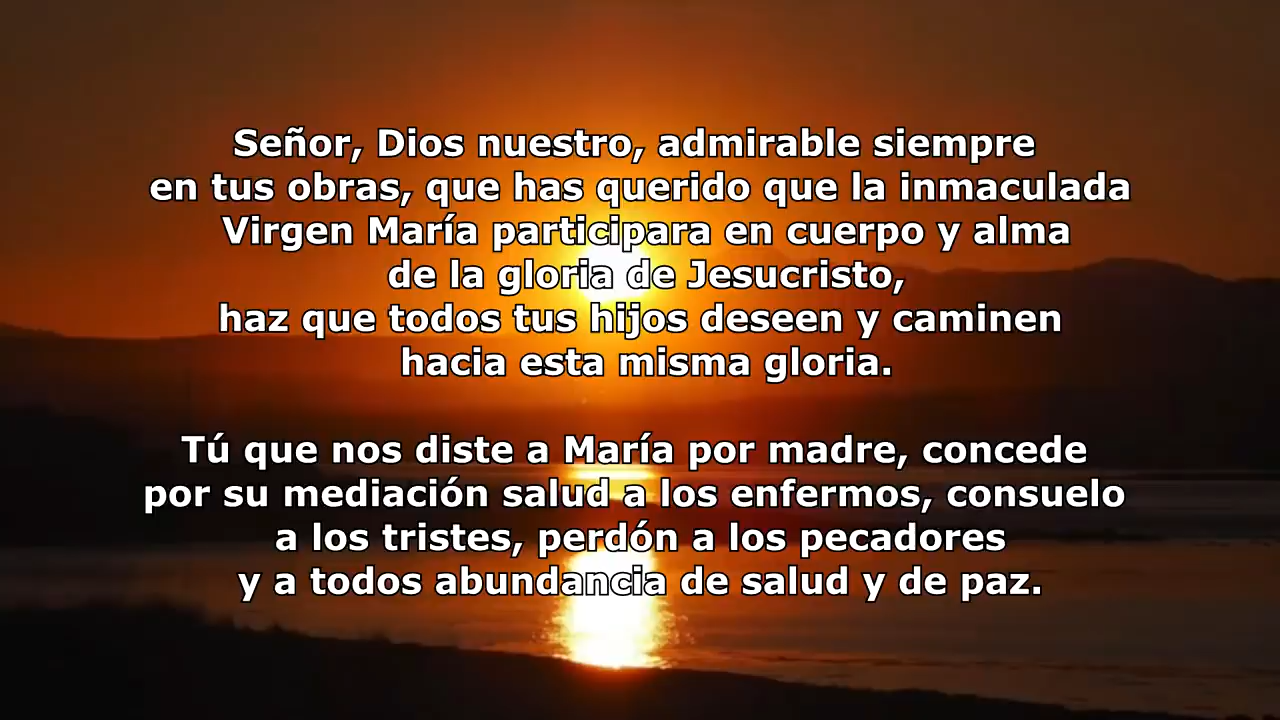 Señor, Dios nuestro, admirable siempre
en tus obras, que has querido que la inmaculada
Virgen María participara en cuerpo y alma
de la gloria de Jesucristo,
haz que todos tus hijos deseen y caminen
hacia esta misma gloria.
Tú que nos diste a María por madre, concede
por su mediación salud a los enfermos, consuelo
a los tristes, perdón a los pecadores
y a todos abundancia de salud y de paz.